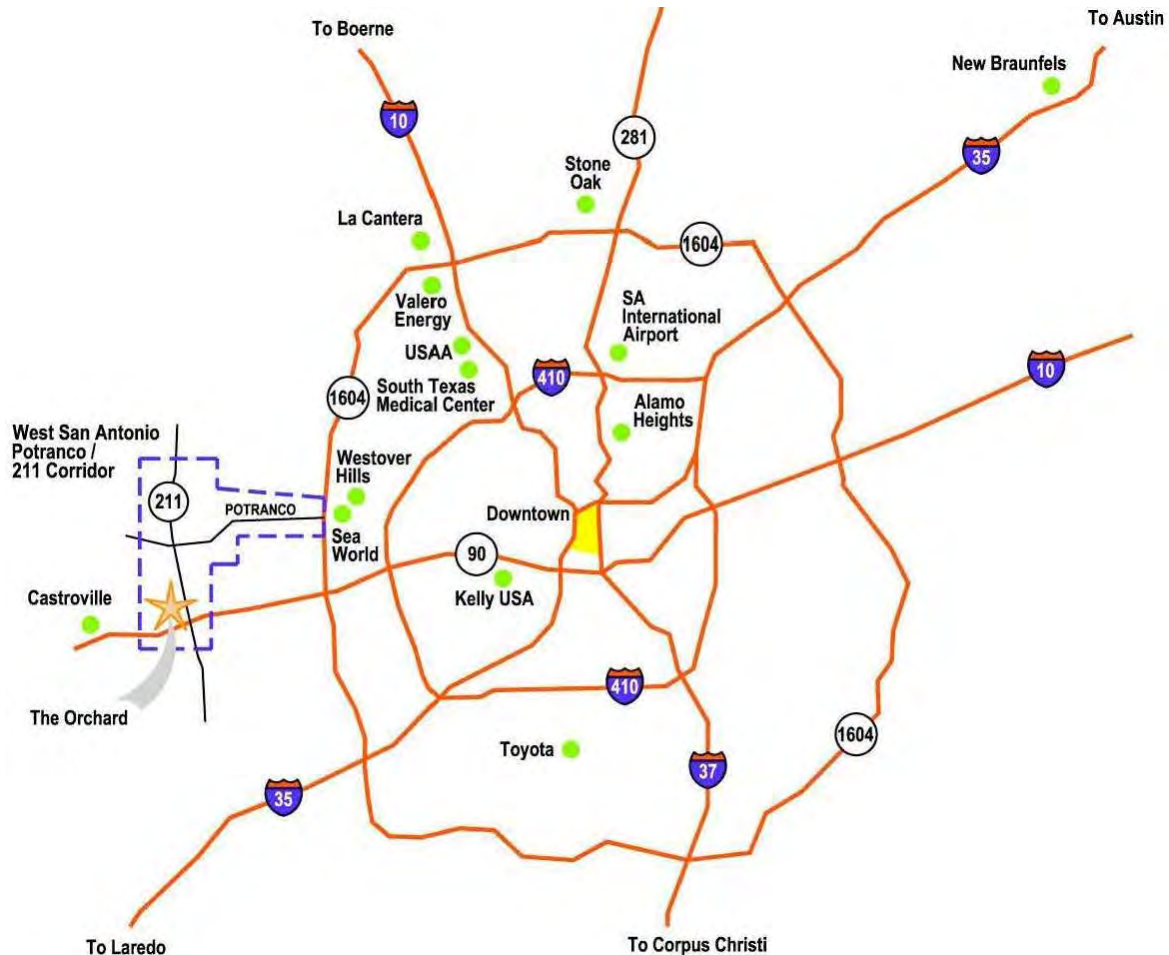 To Boerne
To Austin
New Braunfels
10
281
35
Stone
Oak
La Cantera
1604
Valero
Energy
SA
International
Airport
USAA
410
10
South Texas
Medical Center
1604
Alamo
Heights
West San Antonio
Potranco /
211 Corridor
Westover
Hills
211
POTRANCO
Downtown
Sea
World
90
Castroville
Kelly USA
410
The Orchard
1604
Toyota
37
35
To Laredo
To Corpus Christi